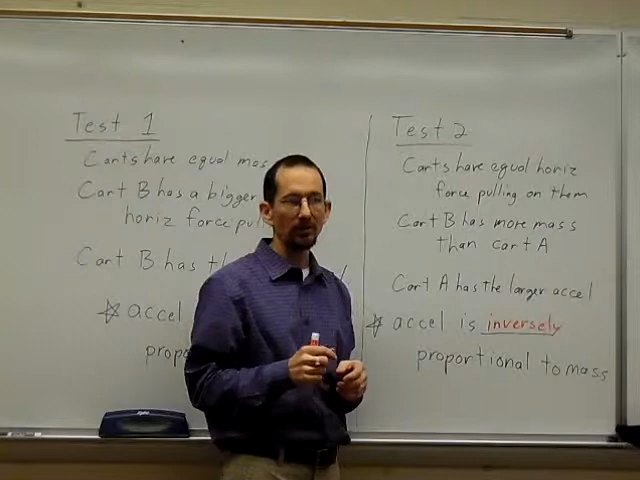 Test 1
Carts have equal mas
Cart B has a bigger
horiz force pul
Cart B has th
☆ accel
prop
Test 2
Carts have equal horiz
force pulling on them
Cart B has more mass
than cart A
Cart A has the larger accel
☆ accel is inversely
proportional to mass